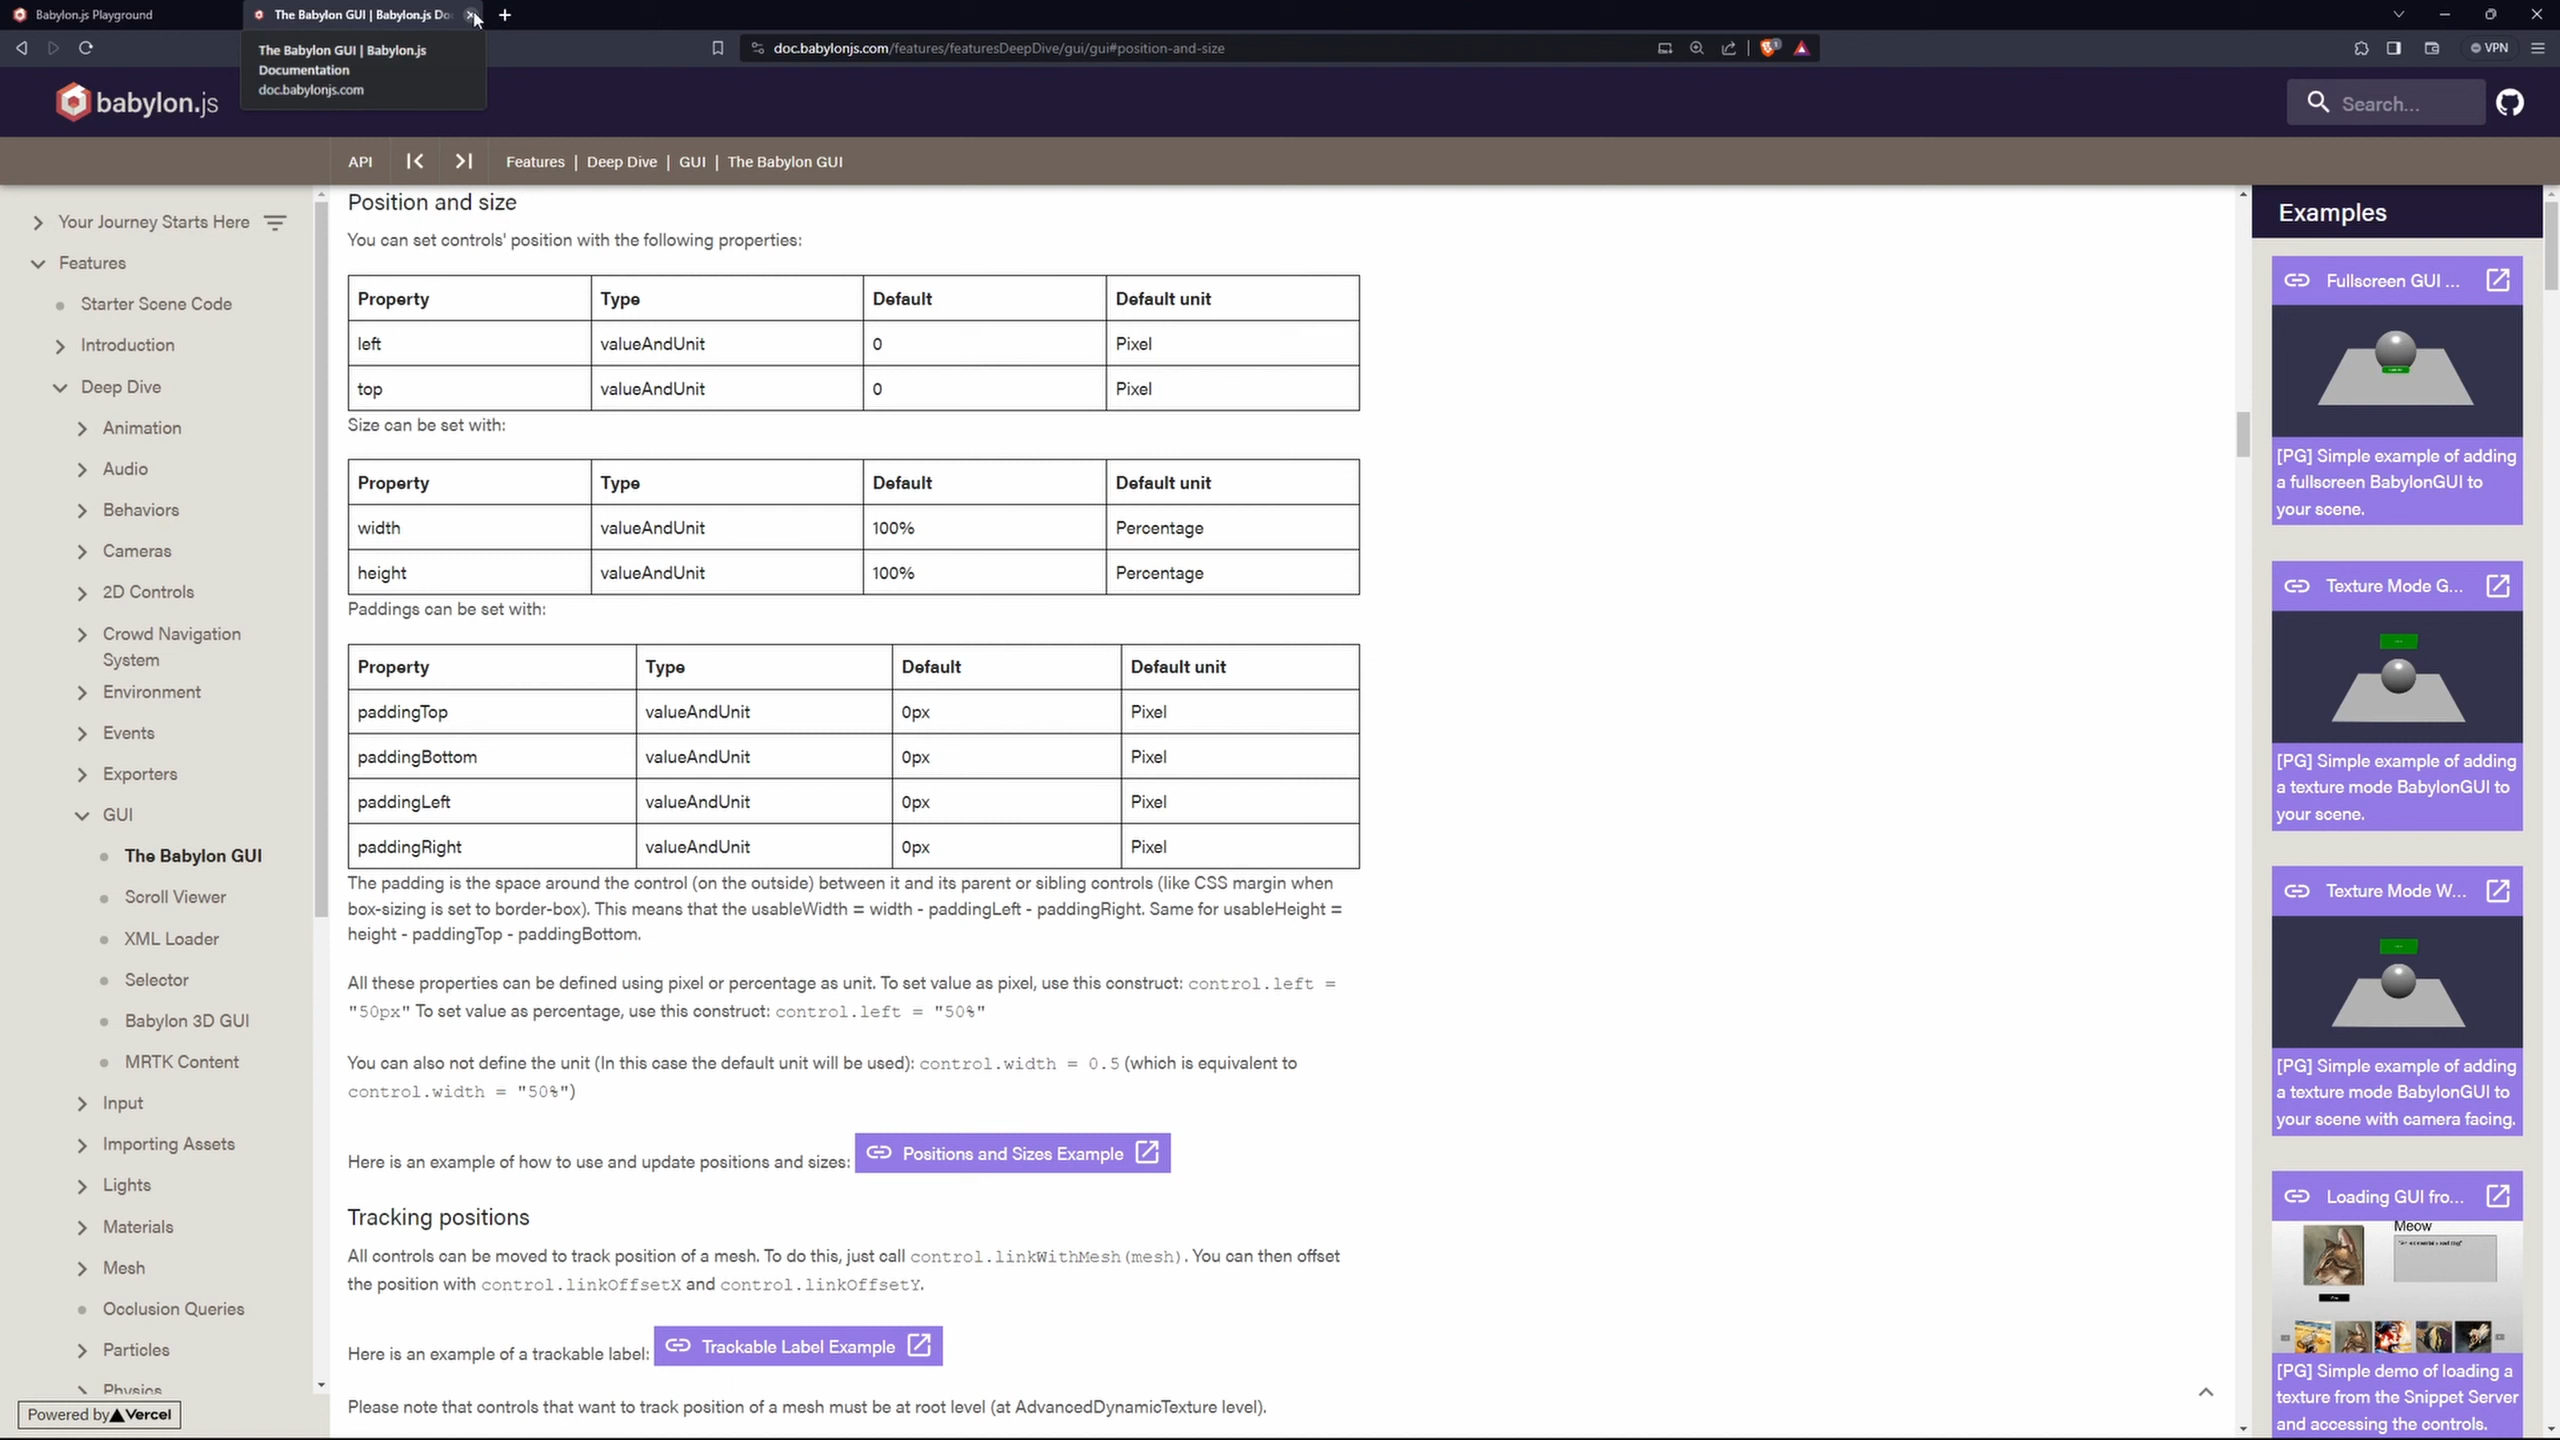 Babylon.js Playground
The Babylon GUI | Babylon.js Do
The Babylon GUI | Babylon.js
Documentation
doc.babylonjs.com
doc.babylonjs.com/features/featuresDeepDive/gui/gui#position-and-size
VPN
babylon.js
Search...
API
Features | Deep Dive | GUI | The Babylon GUI
Your Journey Starts Here
Features
Starter Scene Code
Introduction
Deep Dive
Animation
Audio
Behaviors
Cameras
2D Controls
Crowd Navigation
System
Environment
Events
Exporters
GUI
The Babylon GUI
Scroll Viewer
XML Loader
Selector
Babylon 3D GUI
MRTK Content
Input
Importing Assets
Lights
Materials
Mesh
Occlusion Queries
Particles
Physics
Powered by Vercel
Position and size
You can set controls' position with the following properties:
Property Type Default Default unit
left valueAndUnit 0 Pixel
top valueAndUnit 0 Pixel
Size can be set with:
Property Type Default Default unit
width valueAndUnit 100% Percentage
height valueAndUnit 100% Percentage
Paddings can be set with:
Property Type Default Default unit
paddingTop valueAndUnit 0px Pixel
paddingBottom valueAndUnit 0px Pixel
paddingLeft valueAndUnit 0px Pixel
paddingRight valueAndUnit 0px Pixel
The padding is the space around the control (on the outside) between it and its parent or sibling controls (like CSS margin when
box-sizing is set to border-box). This means that the usableWidth = width - paddingLeft - paddingRight. Same for usableHeight =
height - paddingTop - paddingBottom.
All these properties can be defined using pixel or percentage as unit. To set value as pixel, use this construct: control.left =
"50px" To set value as percentage, use this construct: control.left = "50%"
You can also not define the unit (In this case the default unit will be used): control.width = 0.5 (which is equivalent to
control.width = "50%")
Here is an example of how to use and update positions and sizes: Positions and Sizes Example
Tracking positions
All controls can be moved to track position of a mesh. To do this, just call control.linkWithMesh(mesh). You can then offset
the position with control.linkOffsetX and control.linkOffsetY.
Here is an example of a trackable label: Trackable Label Example
Please note that controls that want to track position of a mesh must be at root level (at AdvancedDynamicTexture level).
Examples
Fullscreen GUI ...
[PG] Simple example of adding
a fullscreen BabylonGUI to
your scene.
Texture Mode G...
[PG] Simple example of adding
a texture mode BabylonGUI to
your scene.
Texture Mode W...
[PG] Simple example of adding
a texture mode BabylonGUI to
your scene with camera facing.
Loading GUI fro...
Meow
[PG] Simple demo of loading a
texture from the Snippet Server
and accessing the controls.